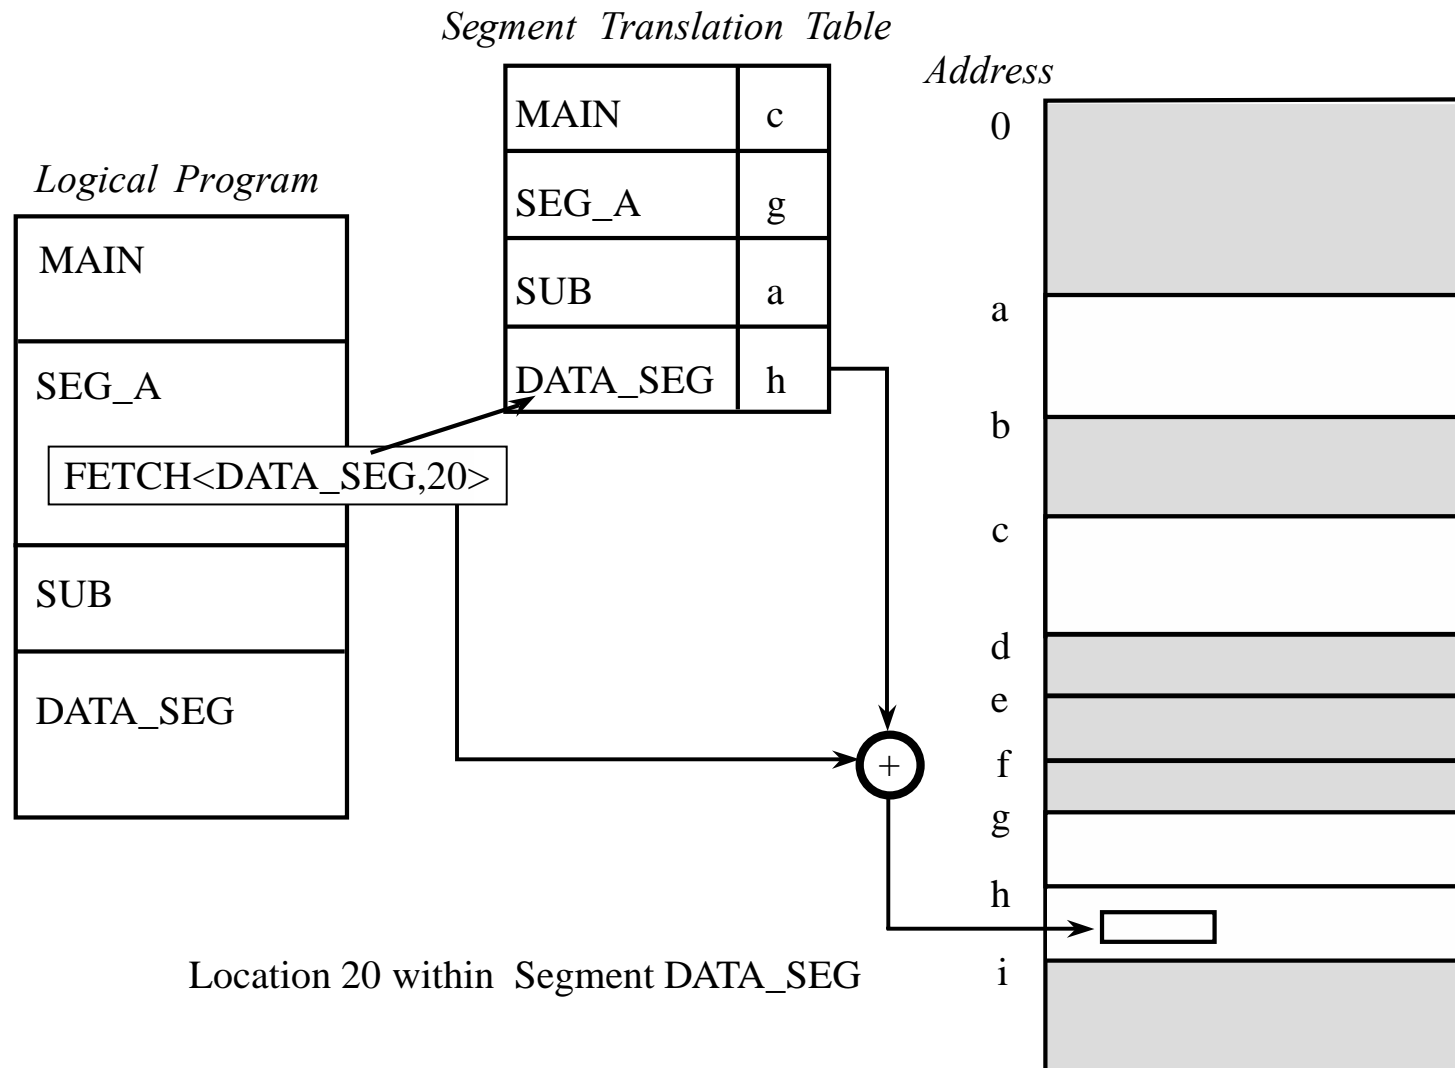 Segment Translation Table
MAIN c
SEG_A g
SUB a
DATA_SEG h
Logical Program
MAIN
SEG_A
FETCH<DATA_SEG,20>
SUB
DATA_SEG
+
Location 20 within Segment DATA_SEG
Address
0
a
b
c
d
e
f
g
h
i